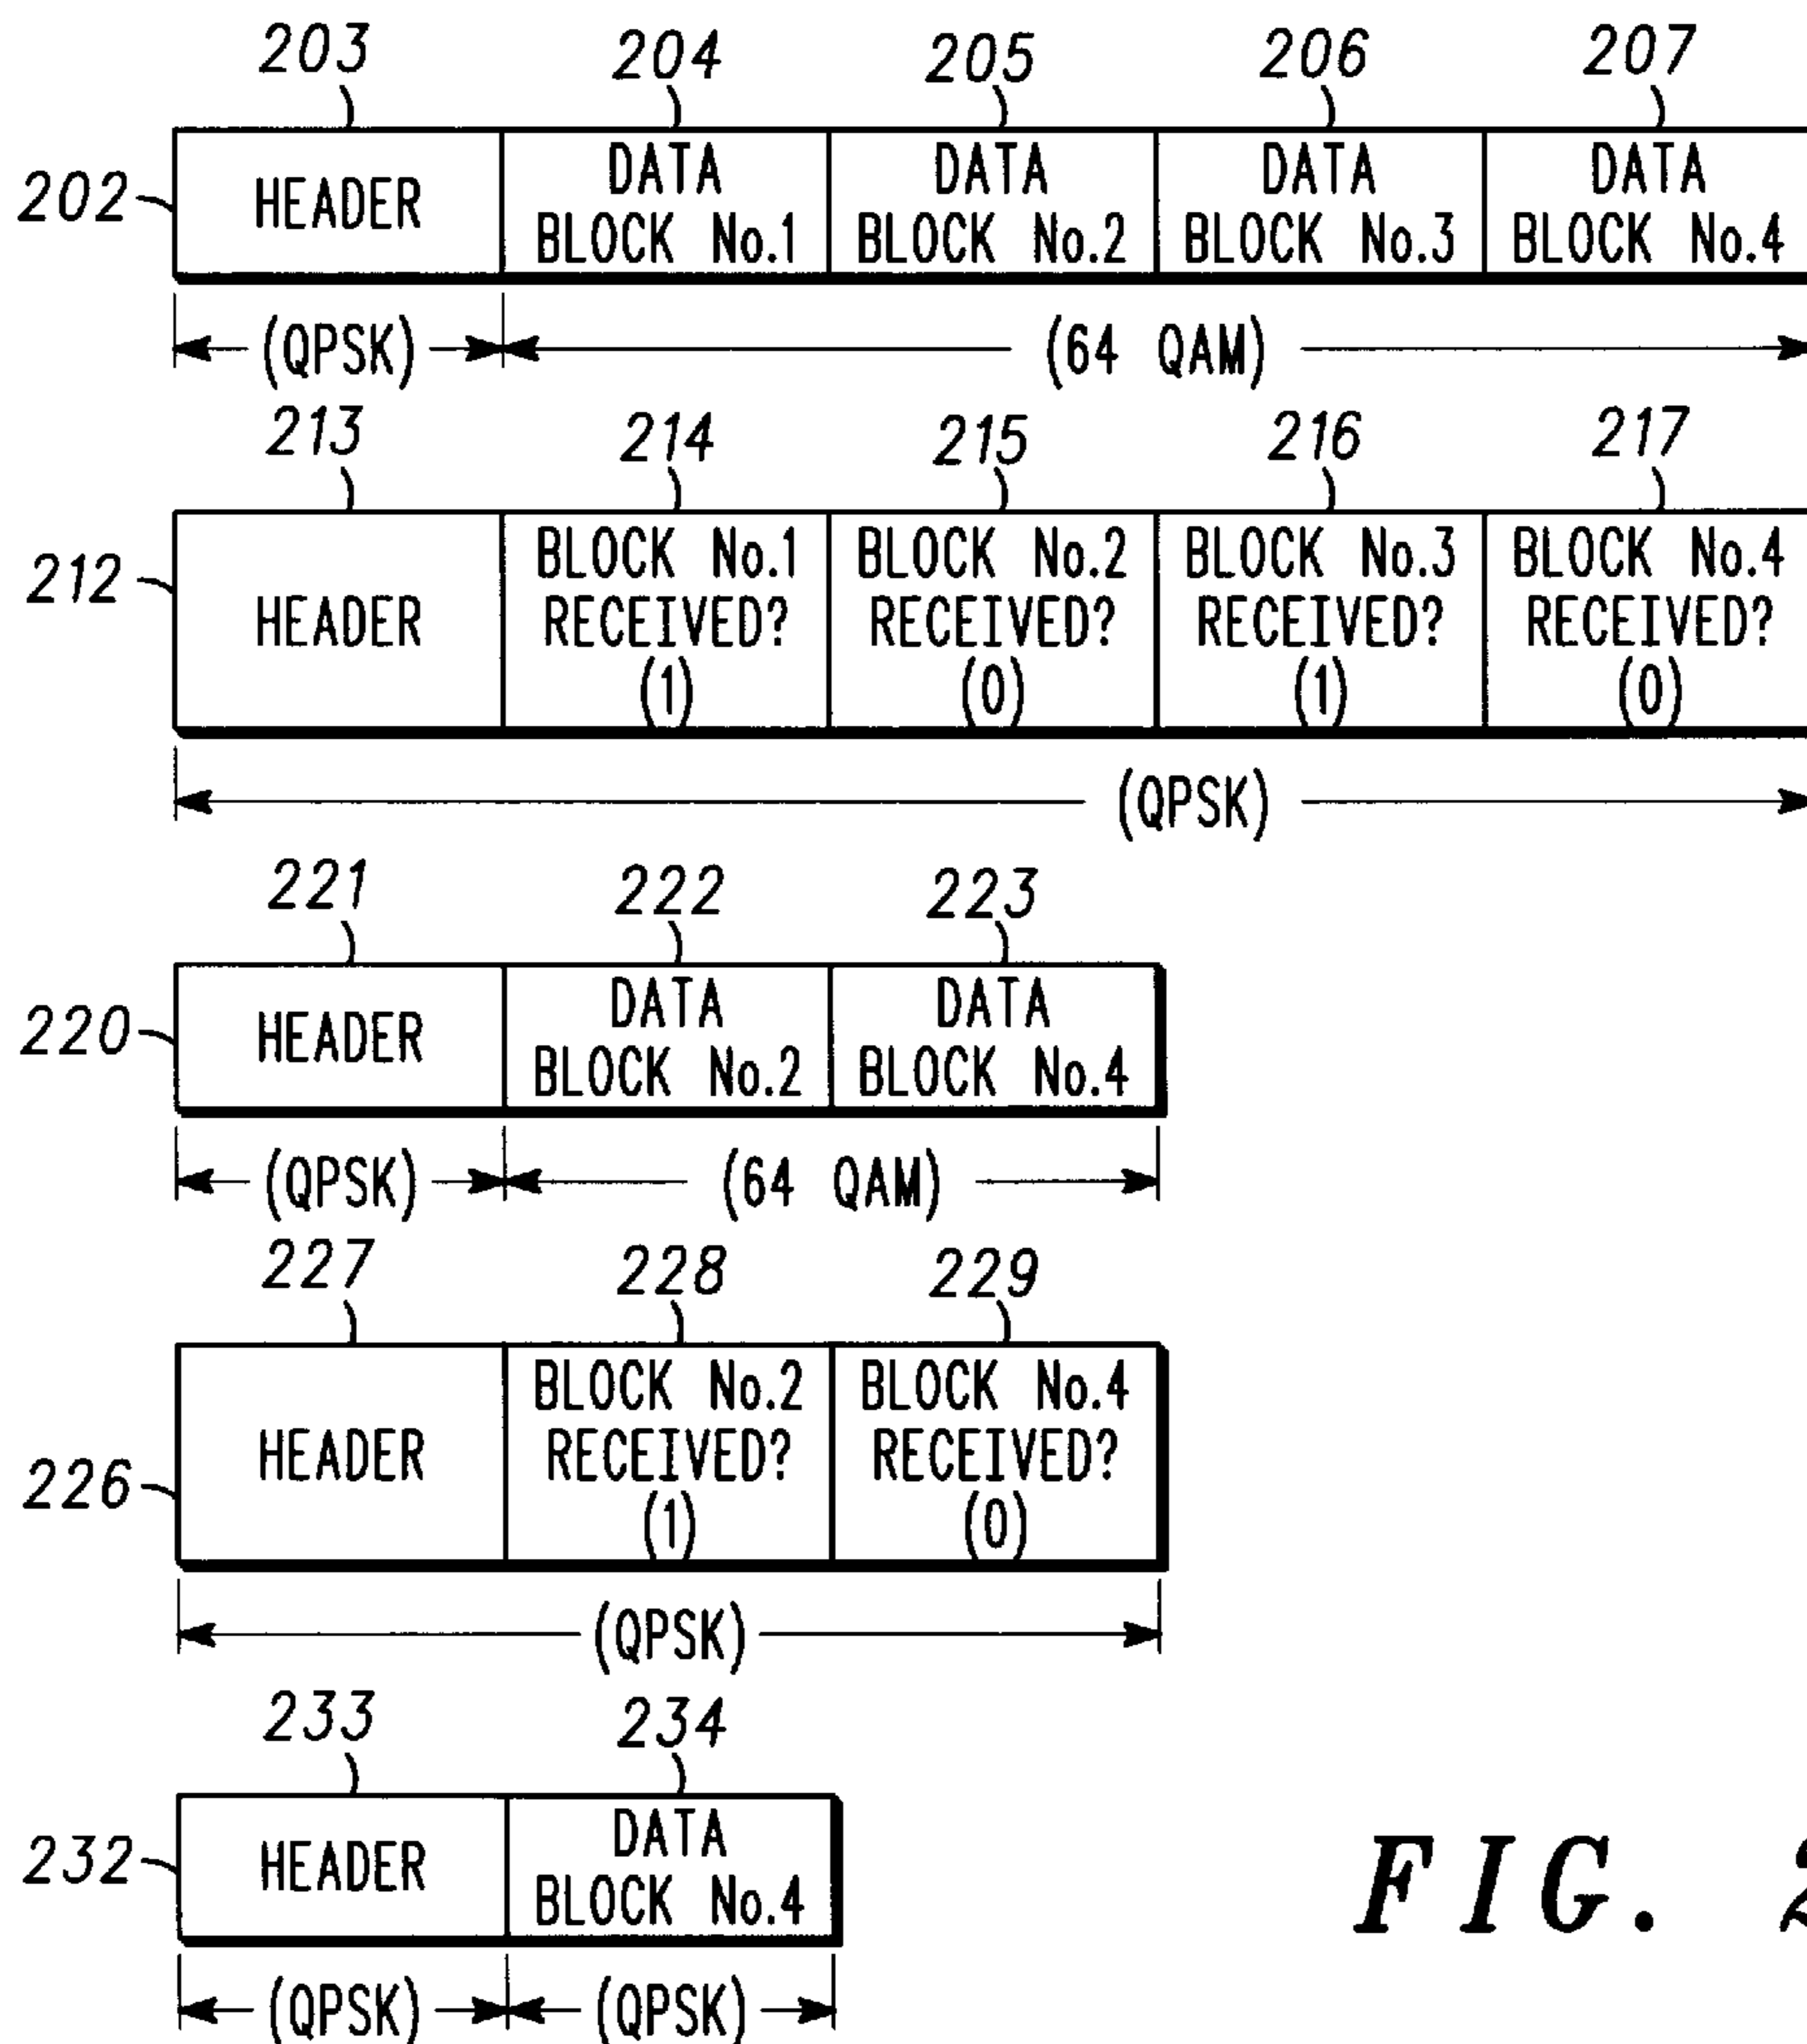 203 204 205 206 207
202 HEADER DATA BLOCK No.1 DATA BLOCK No.2 DATA BLOCK No.3 DATA BLOCK No.4
(QPSK) (64 QAM)
213 214 215 216 217
212 HEADER BLOCK No.1 RECEIVED? (1) BLOCK No.2 RECEIVED? (0) BLOCK No.3 RECEIVED? (1) BLOCK No.4 RECEIVED? (0)
(QPSK)
221 222 223
220 HEADER DATA BLOCK No.2 DATA BLOCK No.4
(QPSK) (64 QAM)
227 228 229
226 HEADER BLOCK No.2 RECEIVED? (1) BLOCK No.4 RECEIVED? (0)
(QPSK)
233 234
232 HEADER DATA BLOCK No.4
(QPSK) (QPSK)
FIG. 2